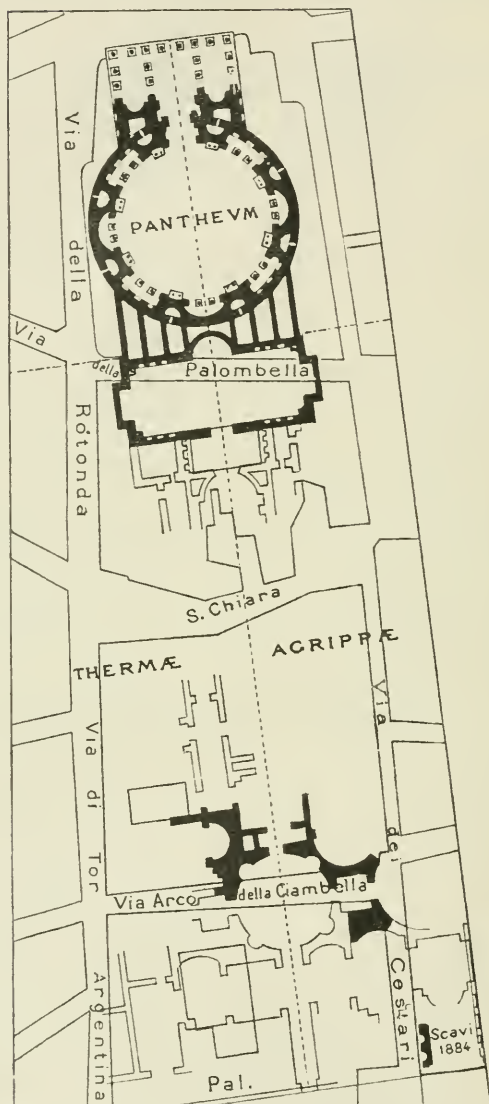 PANTHEVM
Via
della
Rotonda
Via
della
Palombella
S. Chiara
THERMÆ AGRIPPÆ
Via
di
Tor
Argentina
Via
dei
Cestari
Via Arco della Ciambella
Scavi
1884
Pal.